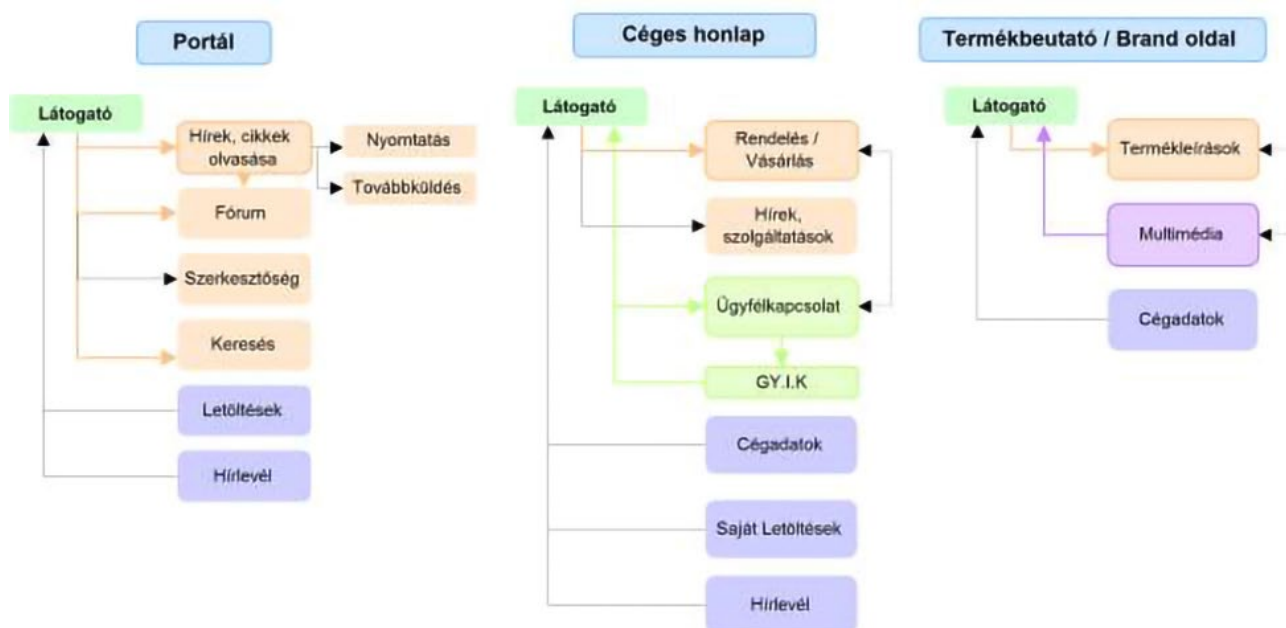 Portál
Látogató
Hírek, cikkek
olvasása
Nyomtatás
Továbbküldés
Fórum
Szerkesztőség
Keresés
Letöltések
Hírlevél
Céges honlap
Látogató
Rendelés /
Vásárlás
Hírek,
szolgáltatások
Ügyfélkapcsolat
GY.I.K
Cégadatok
Saját Letöltések
Hírlevél
Termékbeutató / Brand oldal
Látogató
Termékleírások
Multimédia
Cégadatok